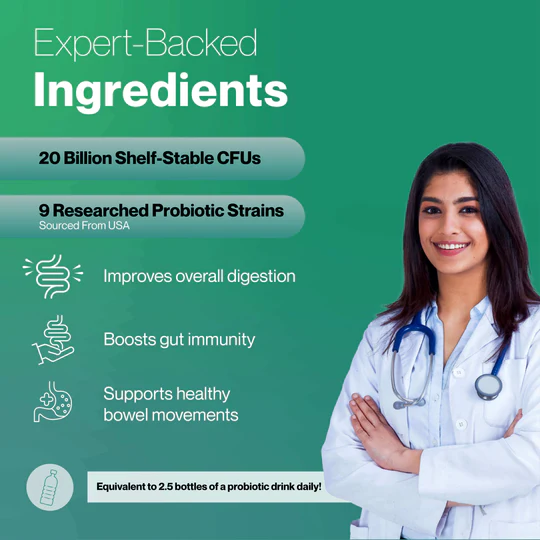 Expert-Backed
Ingredients
20 Billion Shelf-Stable CFUs
9 Researched Probiotic Strains
Sourced From USA
Improves overall digestion
Boosts gut immunity
Supports healthy
bowel movements
Equivalent to 2.5 bottles of a probiotic drink daily!